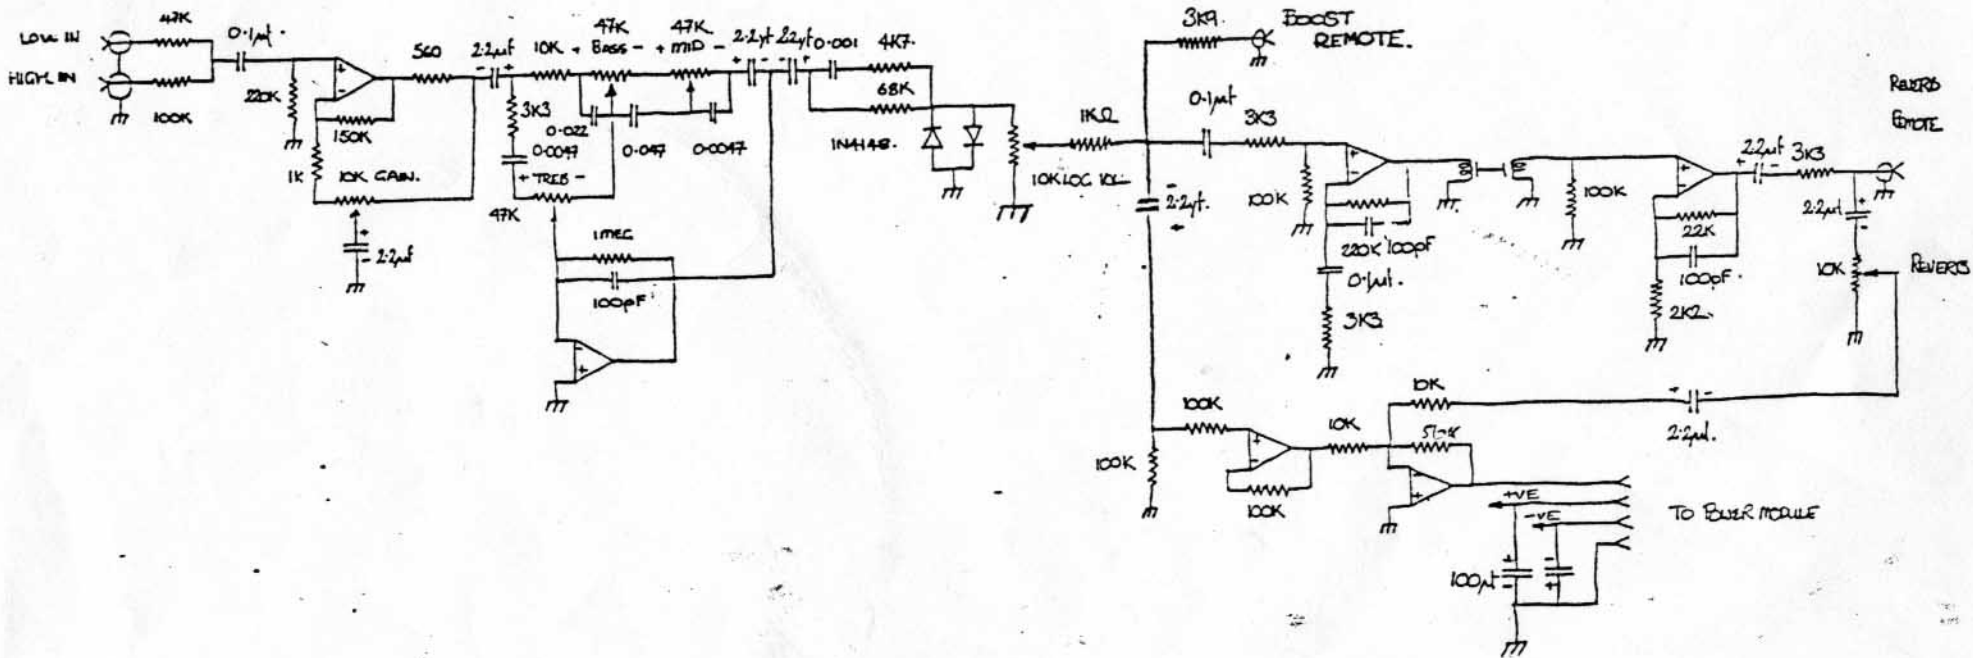 LOW IN
47K
HIGH IN
100K
0.1µf.
220K
150K
1K
10K GAIN.
2.2µf
560
2.2µf
10K
47K
+ BASS -
47K
+ MID -
3K3
0.022
0.0047
0.047
0.0047
+ TREB -
47K
1MEG
100pF
2.2µf
22µf
0.001
4K7
68K
1N4148.
10K LOG
1KΩ
3K9.
BOOST
REMOTE.
2.2µf.
0.1µf
3K3
100K
220K
100pF
0.1µf.
3K3
100K
22K
100pF.
2K2
2.2µf
3K3
REVERB
REMOTE
2.2µf
10K
REVERB
10K
2.2µf.
100K
100K
100K
10K
+VE
-VE
TO POWER MODULE
100µf